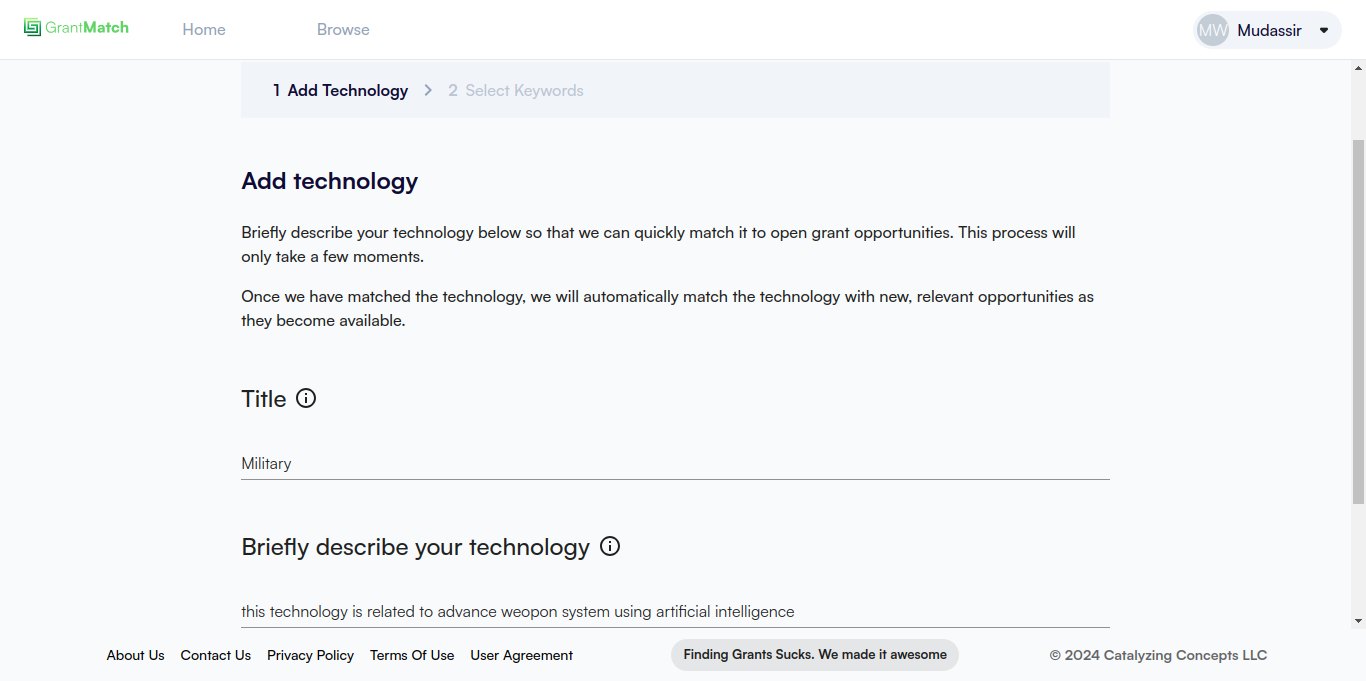 GrantMatch Home Browse MW Mudassir
1 Add Technology 2 Select Keywords
Add technology
Briefly describe your technology below so that we can quickly match it to open grant opportunities. This process will
only take a few moments.
Once we have matched the technology, we will automatically match the technology with new, relevant opportunities as
they become available.
Title
Military
Briefly describe your technology
this technology is related to advance weopon system using artificial intelligence
About Us Contact Us Privacy Policy Terms Of Use User Agreement Finding Grants Sucks. We made it awesome © 2024 Catalyzing Concepts LLC